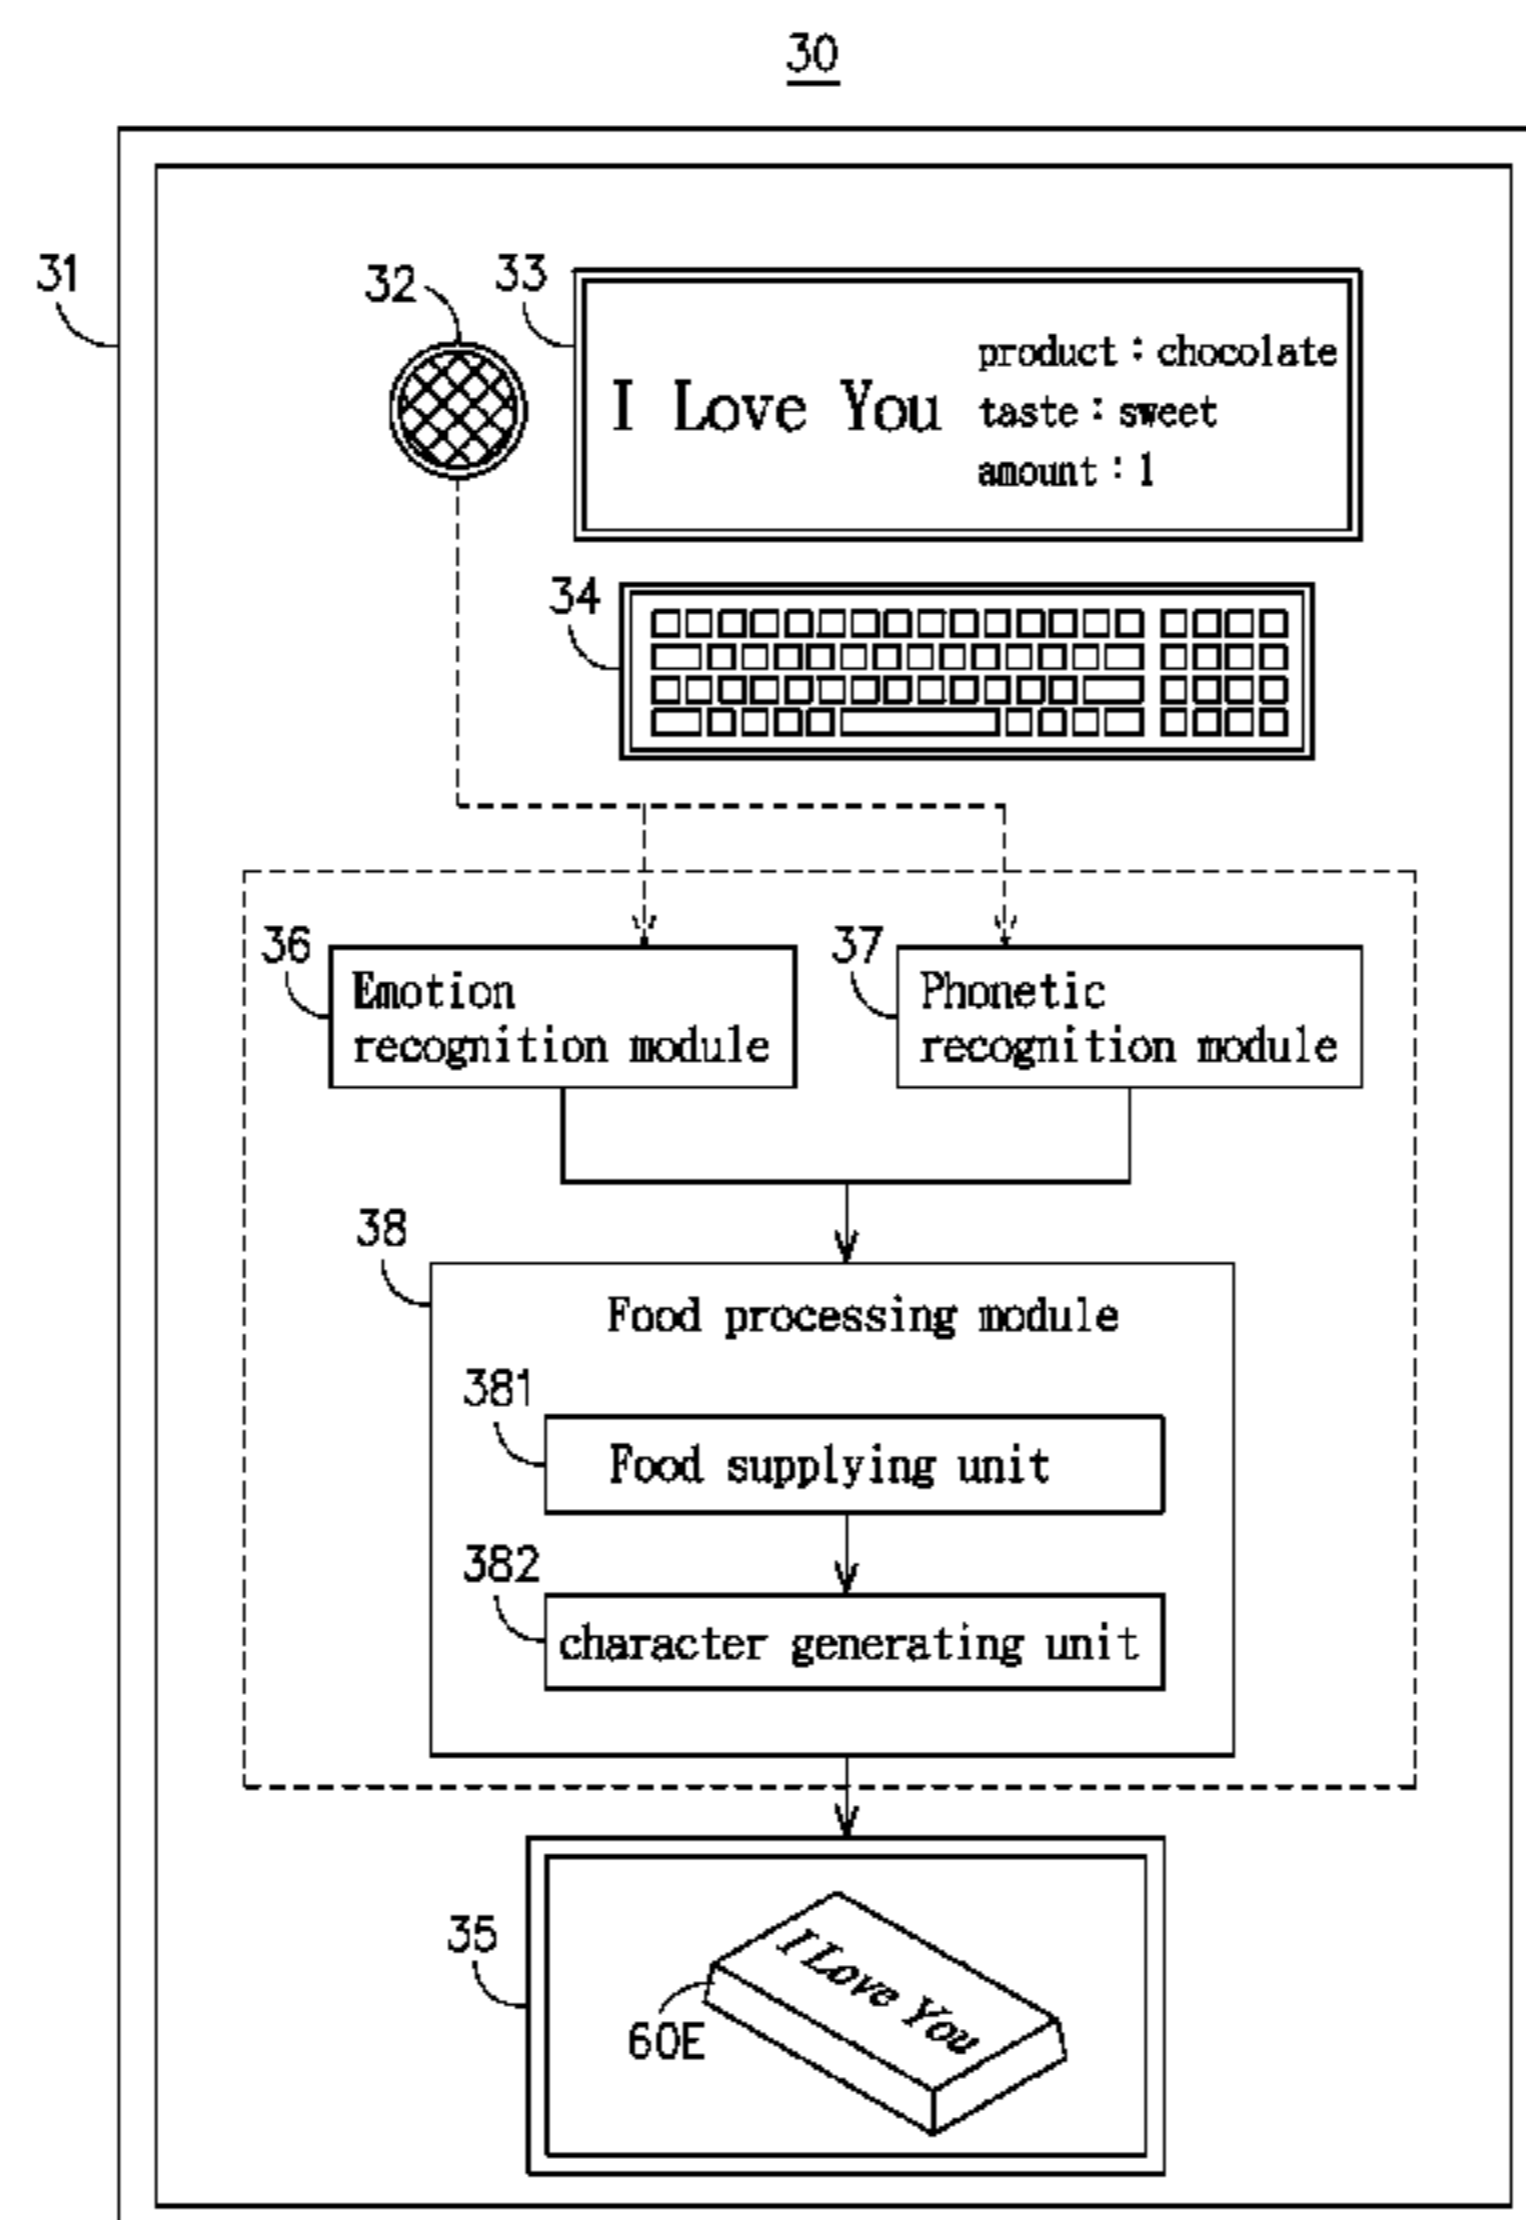 30
31
32
33
I Love You
product：chocolate
taste：sweet
amount：1
34
36
Emotion
recognition module
37
Phonetic
recognition module
38
Food processing module
381
Food supplying unit
382
character generating unit
35
I Love You
60E